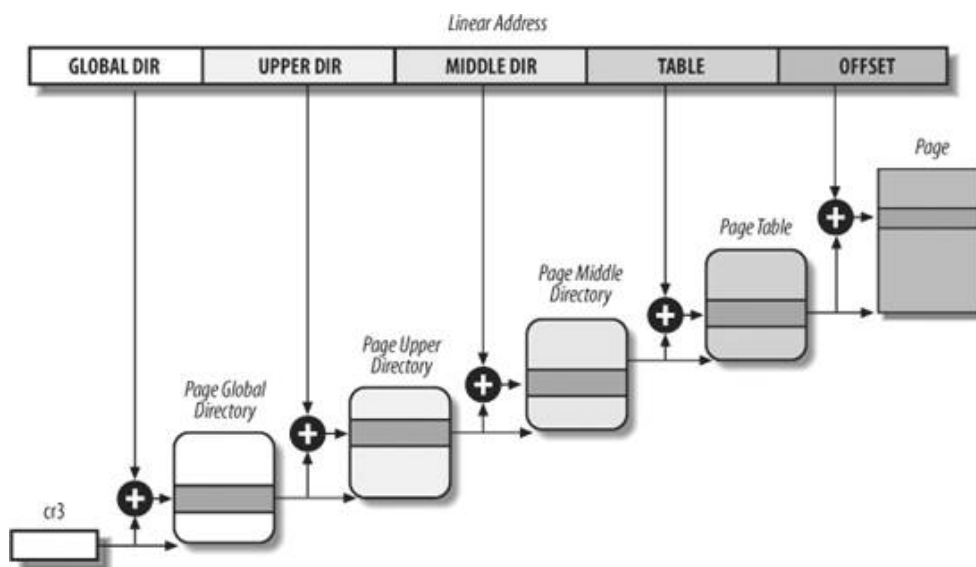 Linear Address
GLOBAL DIR UPPER DIR MIDDLE DIR TABLE OFFSET
Page
Page Table
Page Middle
Directory
Page Upper
Directory
Page Global
Directory
cr3